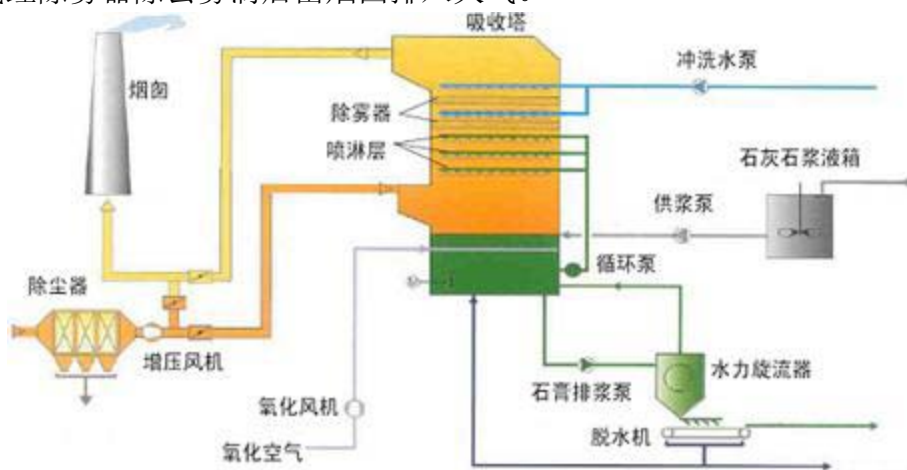 吸收塔
冲洗水泵
烟囱
除雾器
喷淋层
石灰石浆液箱
供浆泵
循环泵
除尘器
增压风机
水力旋流器
石膏排浆泵
氧化风机
脱水机
氧化空气